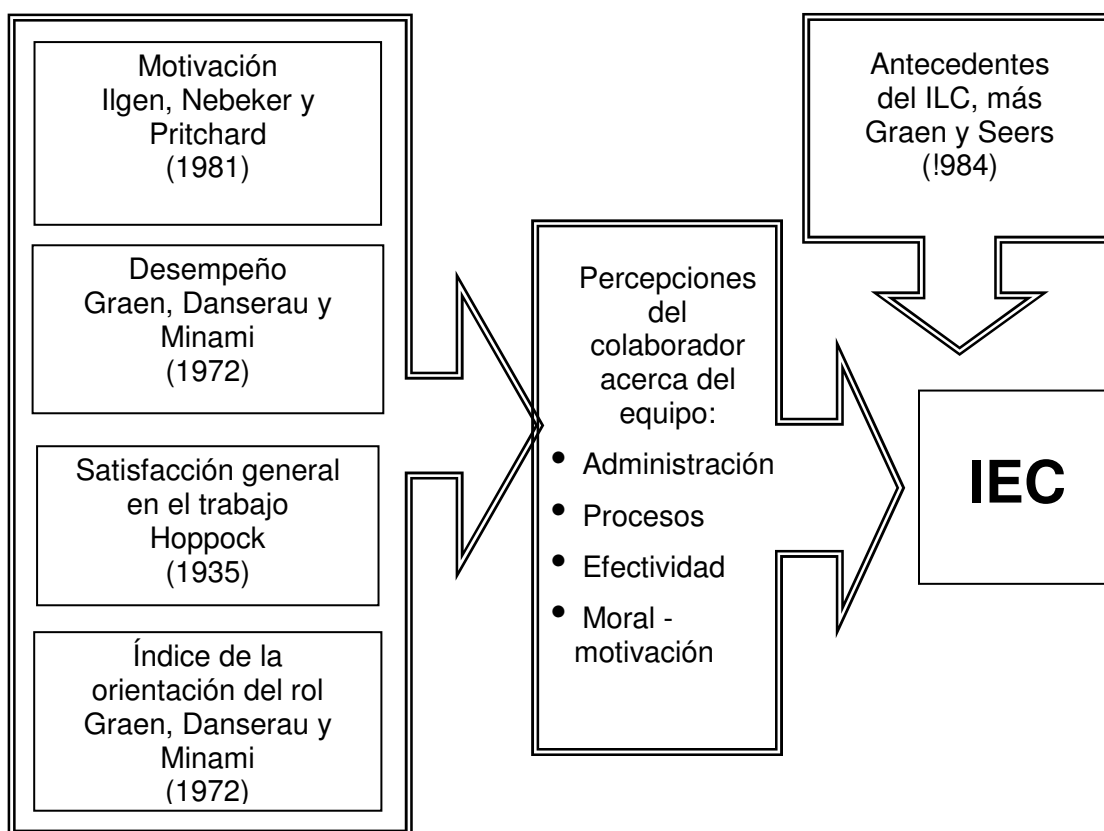 Motivación
Ilgen, Nebeker y
Pritchard
(1981)
Desempeño
Graen, Danserau y
Minami
(1972)
Satisfacción general
en el trabajo
Hoppock
(1935)
Índice de la
orientación del rol
Graen, Danserau y
Minami
(1972)
Percepciones
del
colaborador
acerca del
equipo:
• Administración
• Procesos
• Efectividad
• Moral -
motivación
Antecedentes
del ILC, más
Graen y Seers
(!984)
IEC